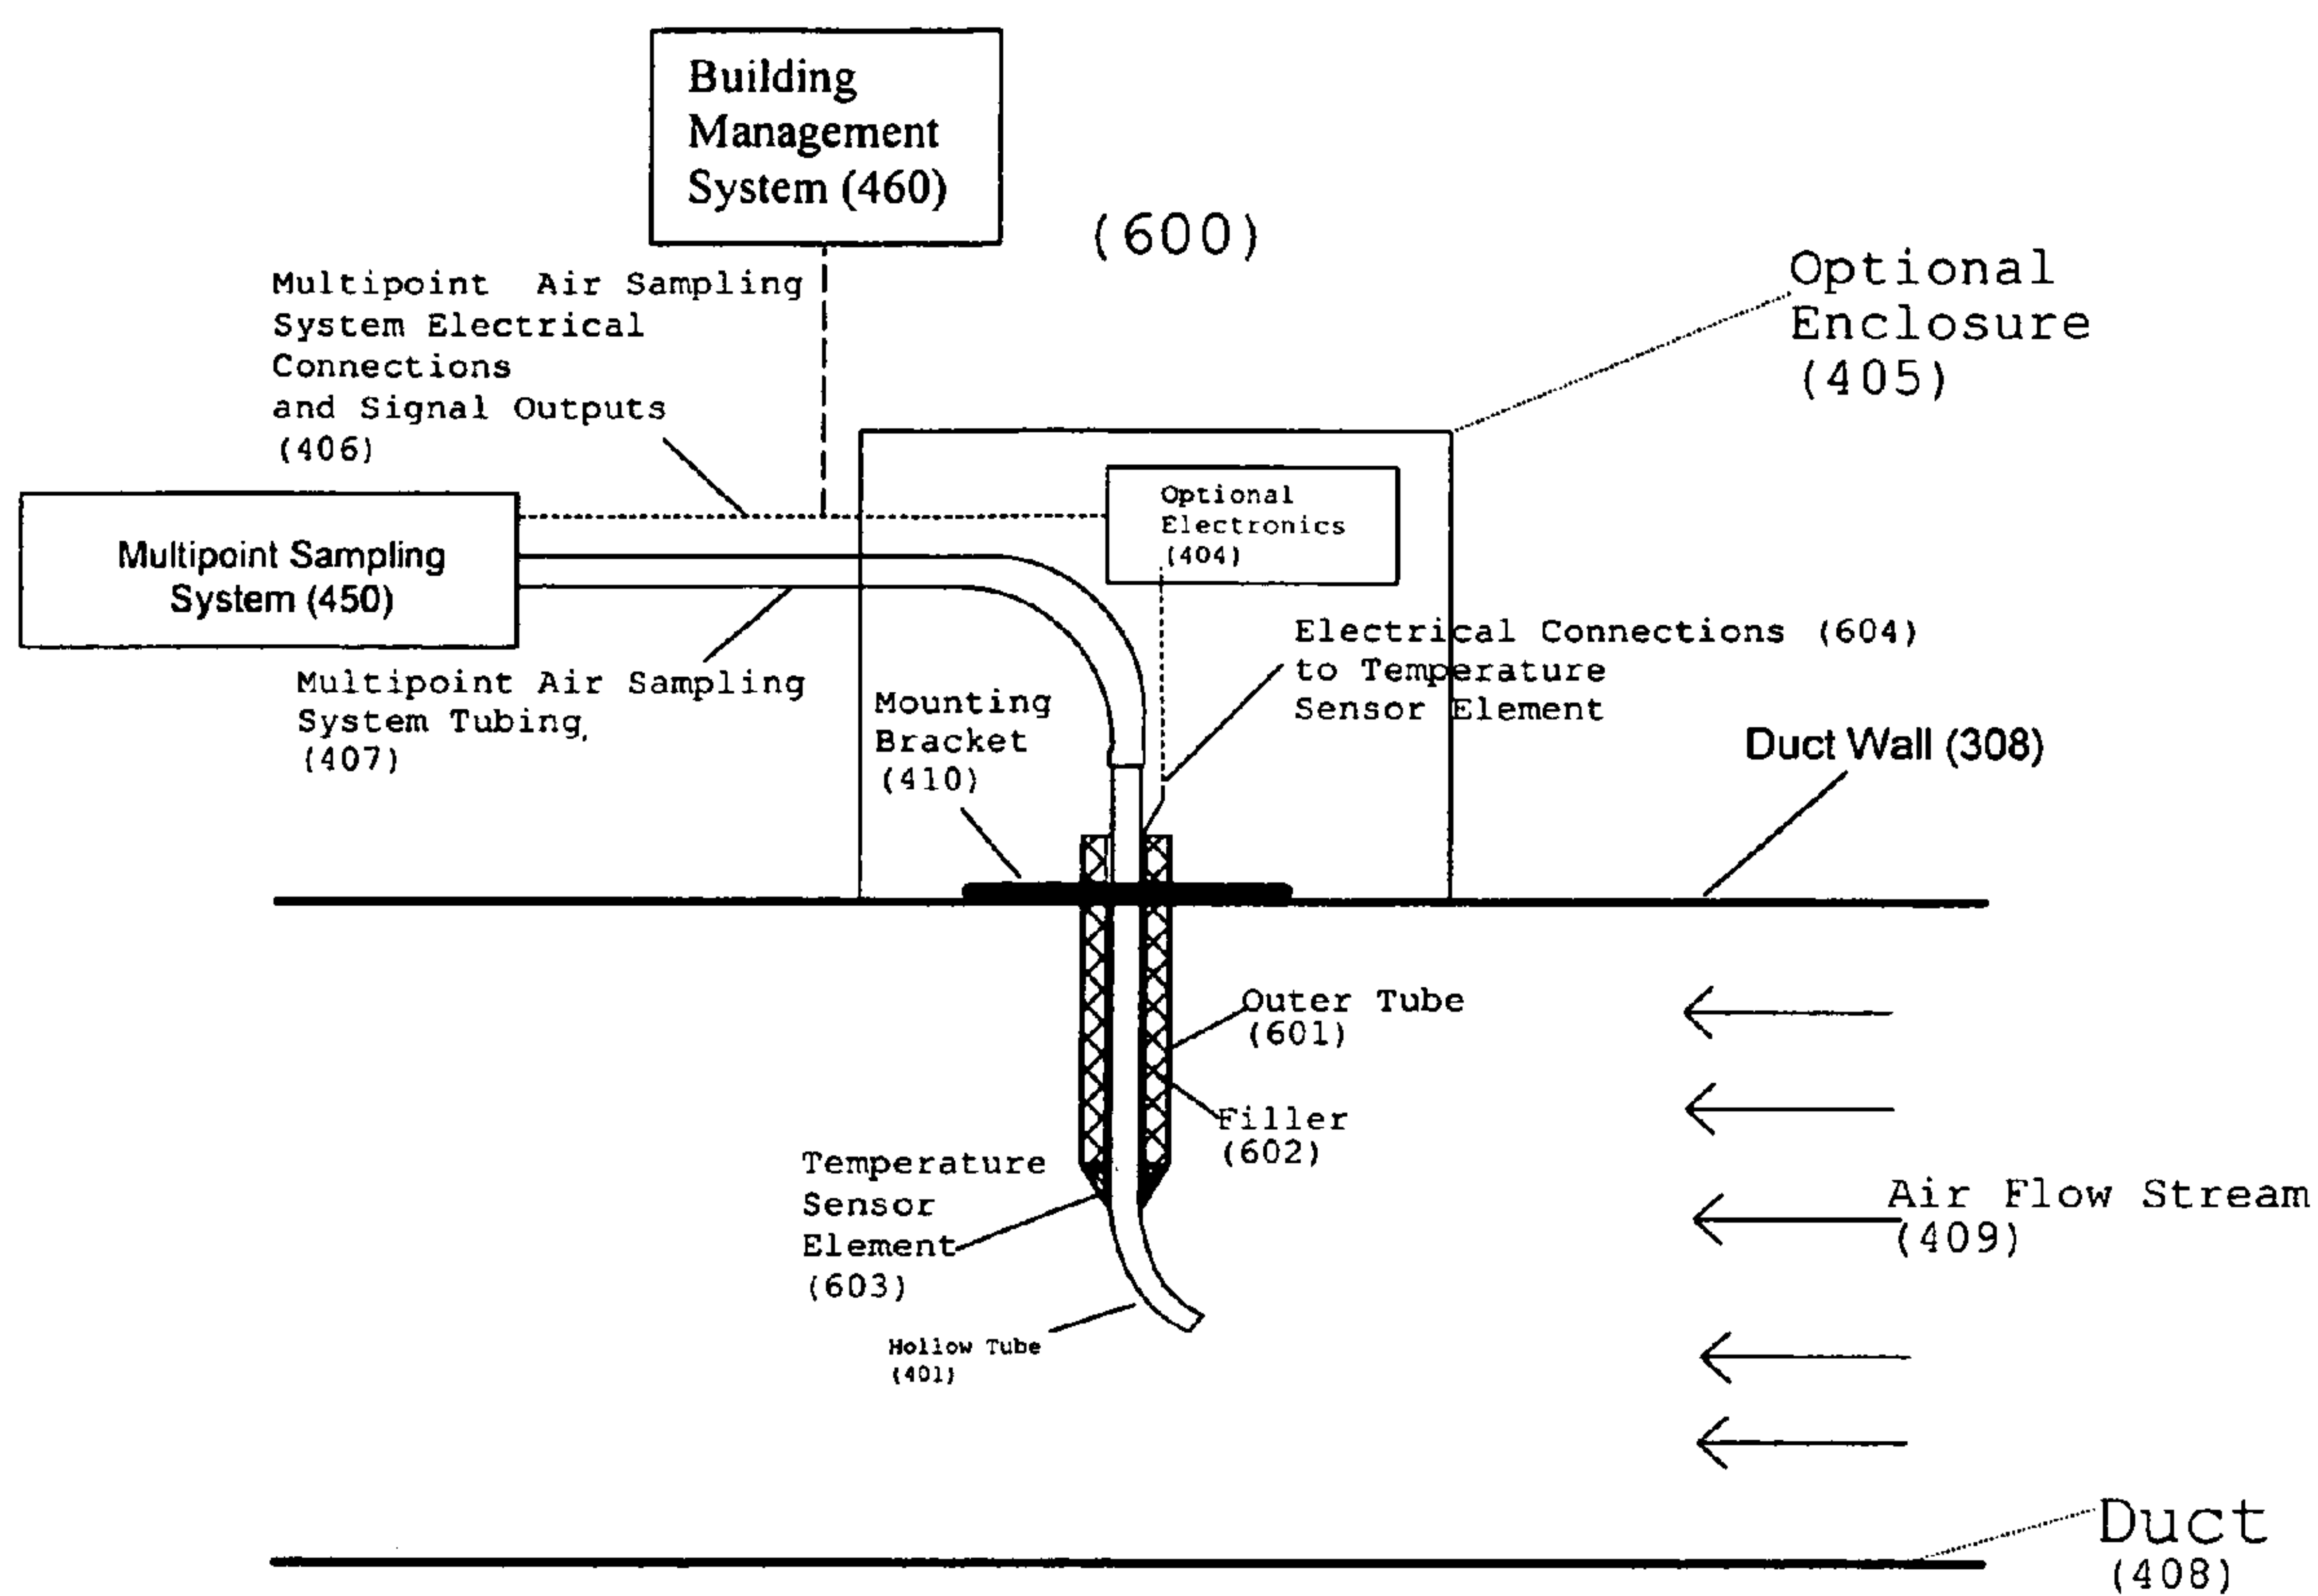 Building
Management
System (460)
(600)
Multipoint Air Sampling
System Electrical
Connections
and Signal Outputs
(406)
Optional
Enclosure
(405)
Optional
Electronics
(404)
Multipoint Sampling
System (450)
Electrical Connections (604)
to Temperature
Sensor Element
Multipoint Air Sampling
System Tubing
(407)
Mounting
Bracket
(410)
Duct Wall (308)
Outer Tube
(601)
Filler
(602)
Temperature
Sensor
Element
(603)
Air Flow Stream
(409)
Hollow Tube
(401)
Duct
(408)